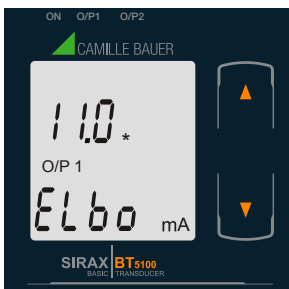 ON O/P1 O/P2
CAMILLE BAUER
11.0 *
O/P 1
ELbo mA
SIRAX BT5100
BASIC TRANSDUCER